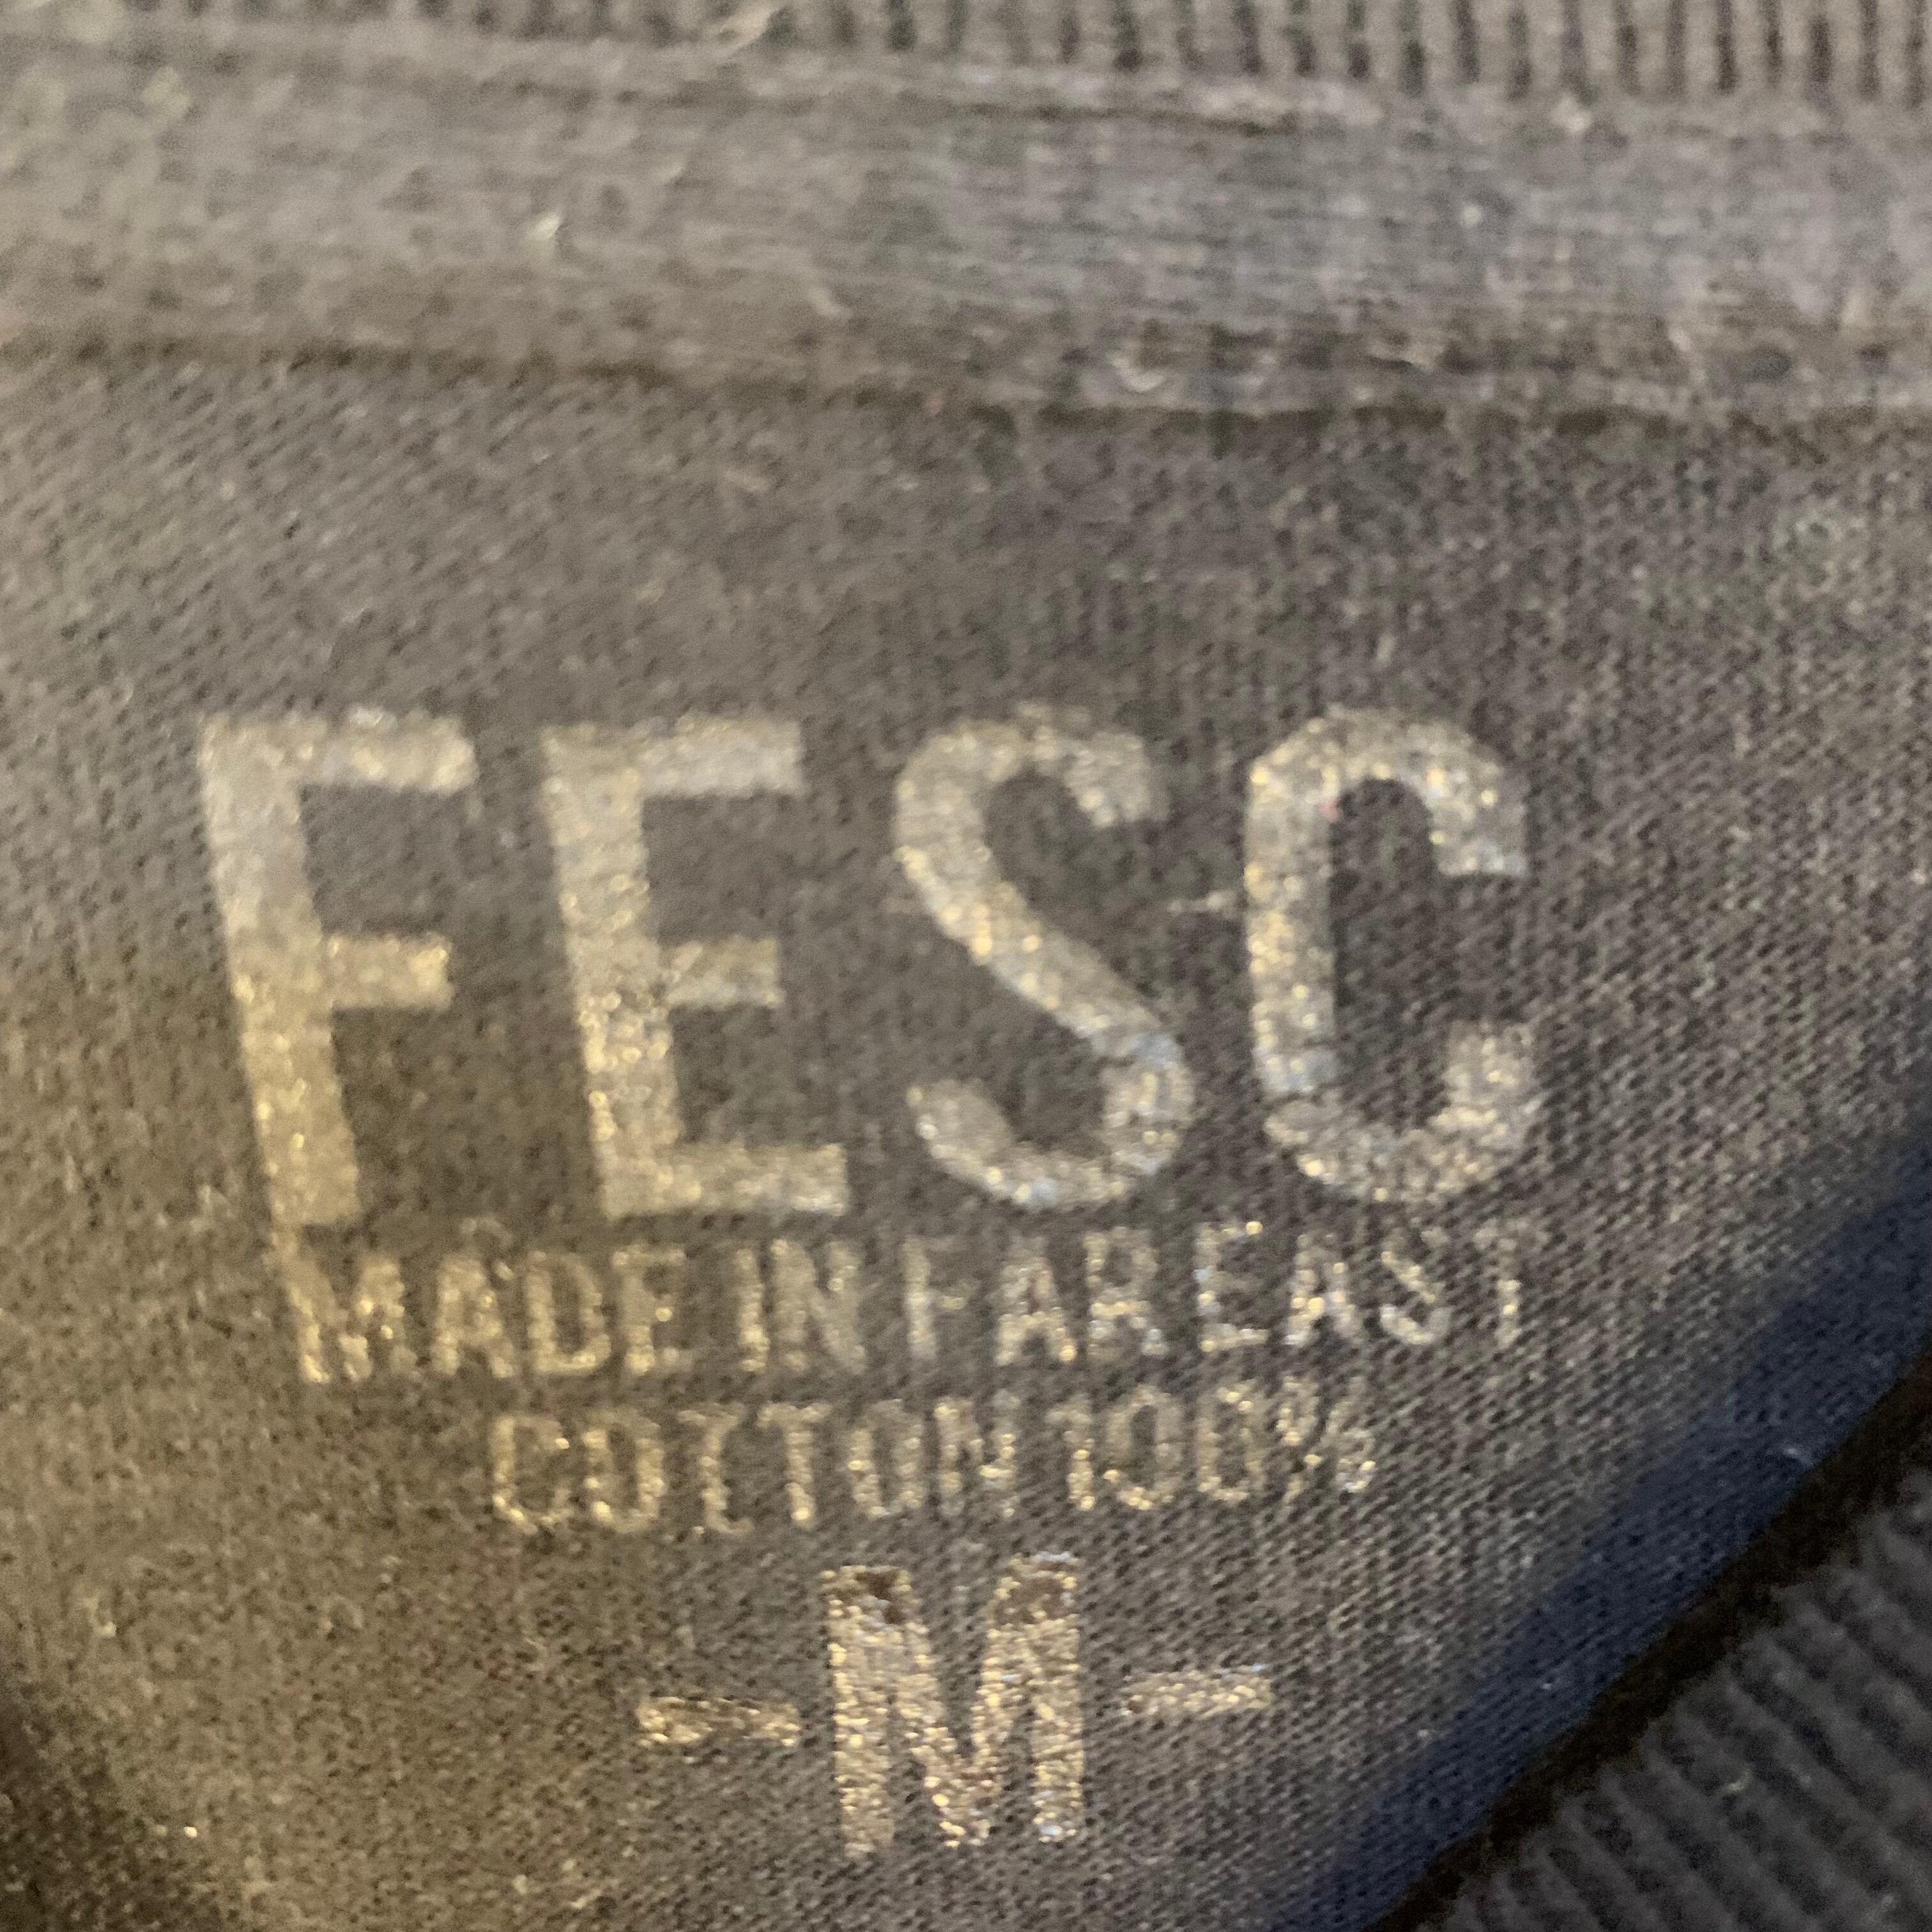 FESC
MADE IN FAR EAST
COTTON 100%
-M-